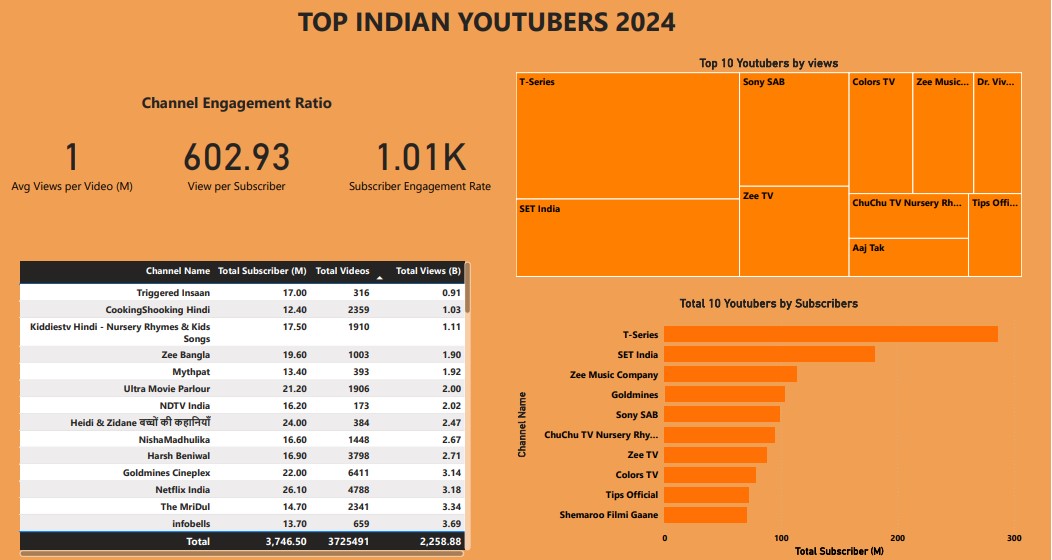 TOP INDIAN YOUTUBERS 2024
Channel Engagement Ratio
1
Avg Views per Video (M)
602.93
View per Subscriber
1.01K
Subscriber Engagement Rate
Channel Name Total Subscriber (M) Total Videos Total Views (B)
Triggered Insaan 17.00 316 0.91
CookingShooking Hindi 12.40 2359 1.03
Kiddiestv Hindi - Nursery Rhymes & Kids 17.50 1910 1.11
Songs
Zee Bangla 19.60 1003 1.90
Mythpat 13.40 393 1.92
Ultra Movie Parlour 21.20 1906 2.00
NDTV India 16.20 173 2.02
Heidi & Zidane बच्चों की कहानियाँ 24.00 384 2.47
NishaMadhulika 16.60 1448 2.67
Harsh Beniwal 16.90 3798 2.71
Goldmines Cineplex 22.00 6411 3.14
Netflix India 26.10 4788 3.18
The MriDul 14.70 2341 3.34
infobells 13.70 659 3.69
Total 3,746.50 3725491 2,258.88
Top 10 Youtubers by views
T-Series
SET India
Sony SAB
Zee TV
Colors TV
Zee Music...
Dr. Viv...
ChuChu TV Nursery Rh...
Aaj Tak
Tips Offi...
Total 10 Youtubers by Subscribers
Channel Name
T-Series
SET India
Zee Music Company
Goldmines
Sony SAB
ChuChu TV Nursery Rhy...
Zee TV
Colors TV
Tips Official
Shemaroo Filmi Gaane
0 100 200 300
Total Subscriber (M)